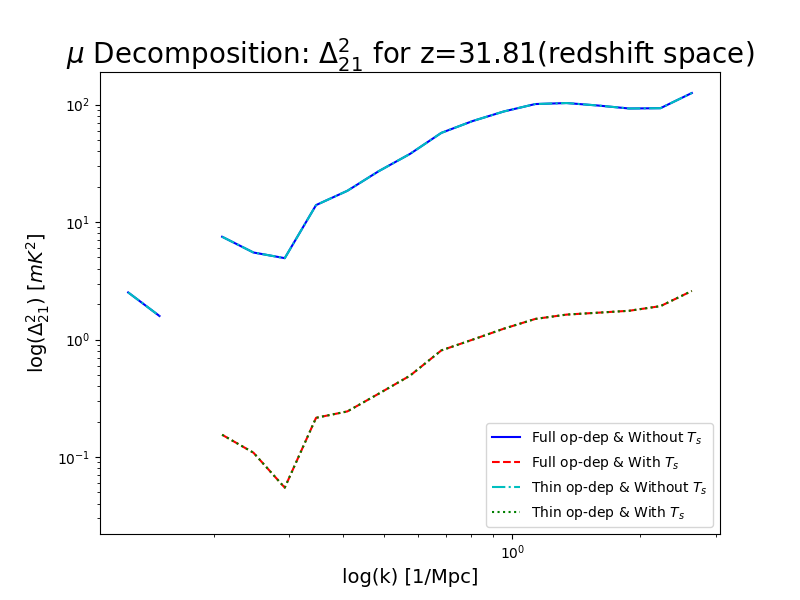 μ Decomposition: Δ²₂₁ for z=31.81(redshift space)
log(Δ²₂₁) [mK²]
10²
10¹
10⁰
10⁻¹
Full op-dep & Without Tₛ
Full op-dep & With Tₛ
Thin op-dep & Without Tₛ
Thin op-dep & With Tₛ
10⁰
log(k) [1/Mpc]